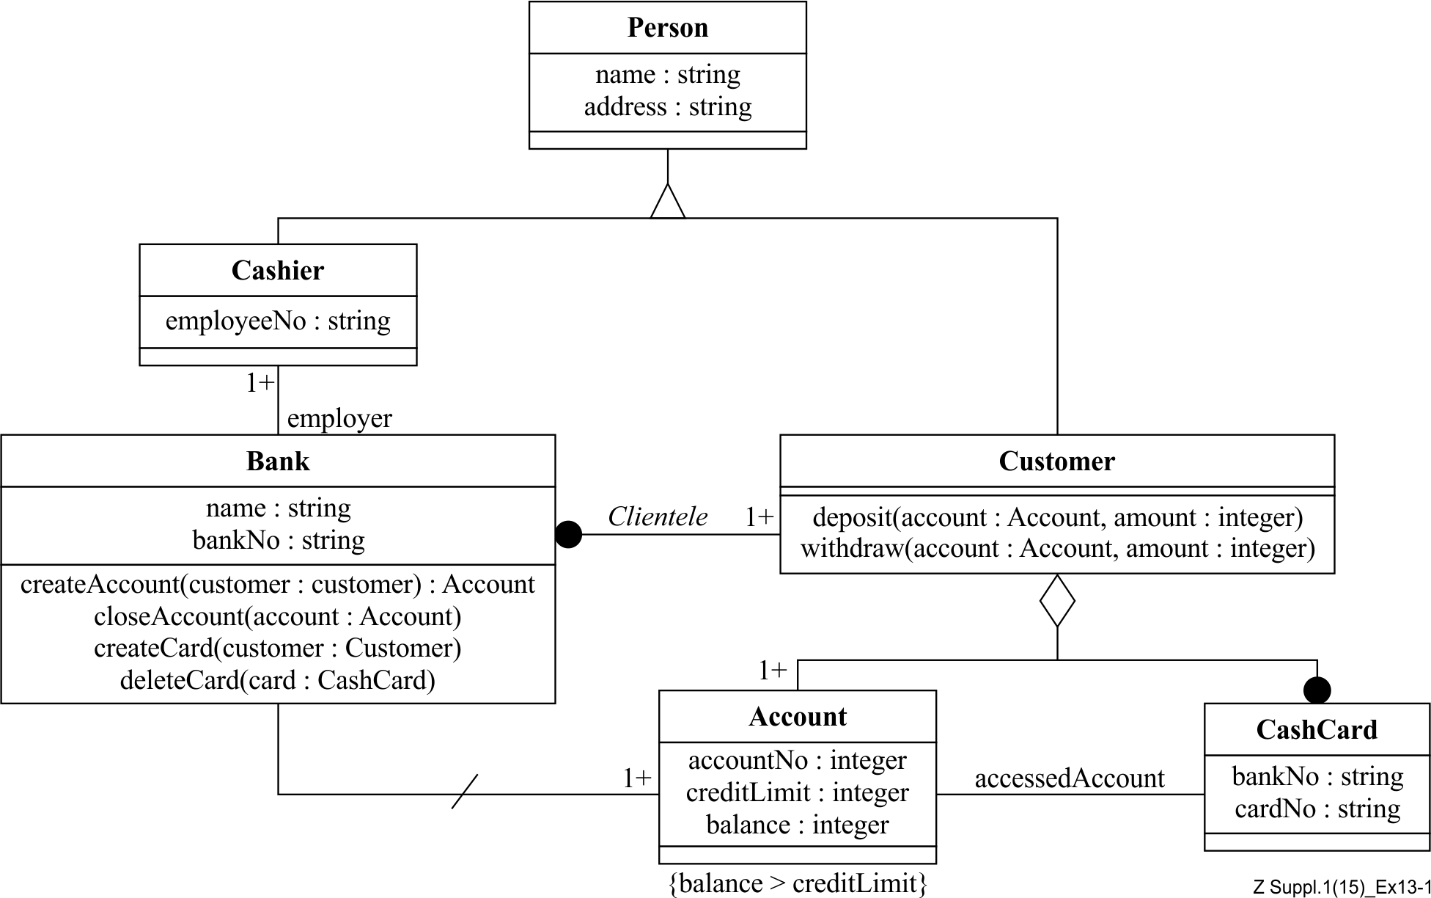 Person
name : string
address : string
Cashier
employeeNo : string
1+
employer
Bank
name : string
bankNo : string
createAccount(customer : customer) : Account
closeAccount(account : Account)
createCard(customer : Customer)
deleteCard(card : CashCard)
Clientele
1+
Customer
deposit(account : Account, amount : integer)
withdraw(account : Account, amount : integer)
1+
1+
Account
accountNo : integer
creditLimit : integer
balance : integer
{balance > creditLimit}
accessedAccount
CashCard
bankNo : string
cardNo : string
Z Suppl.1(15)_Ex13-1